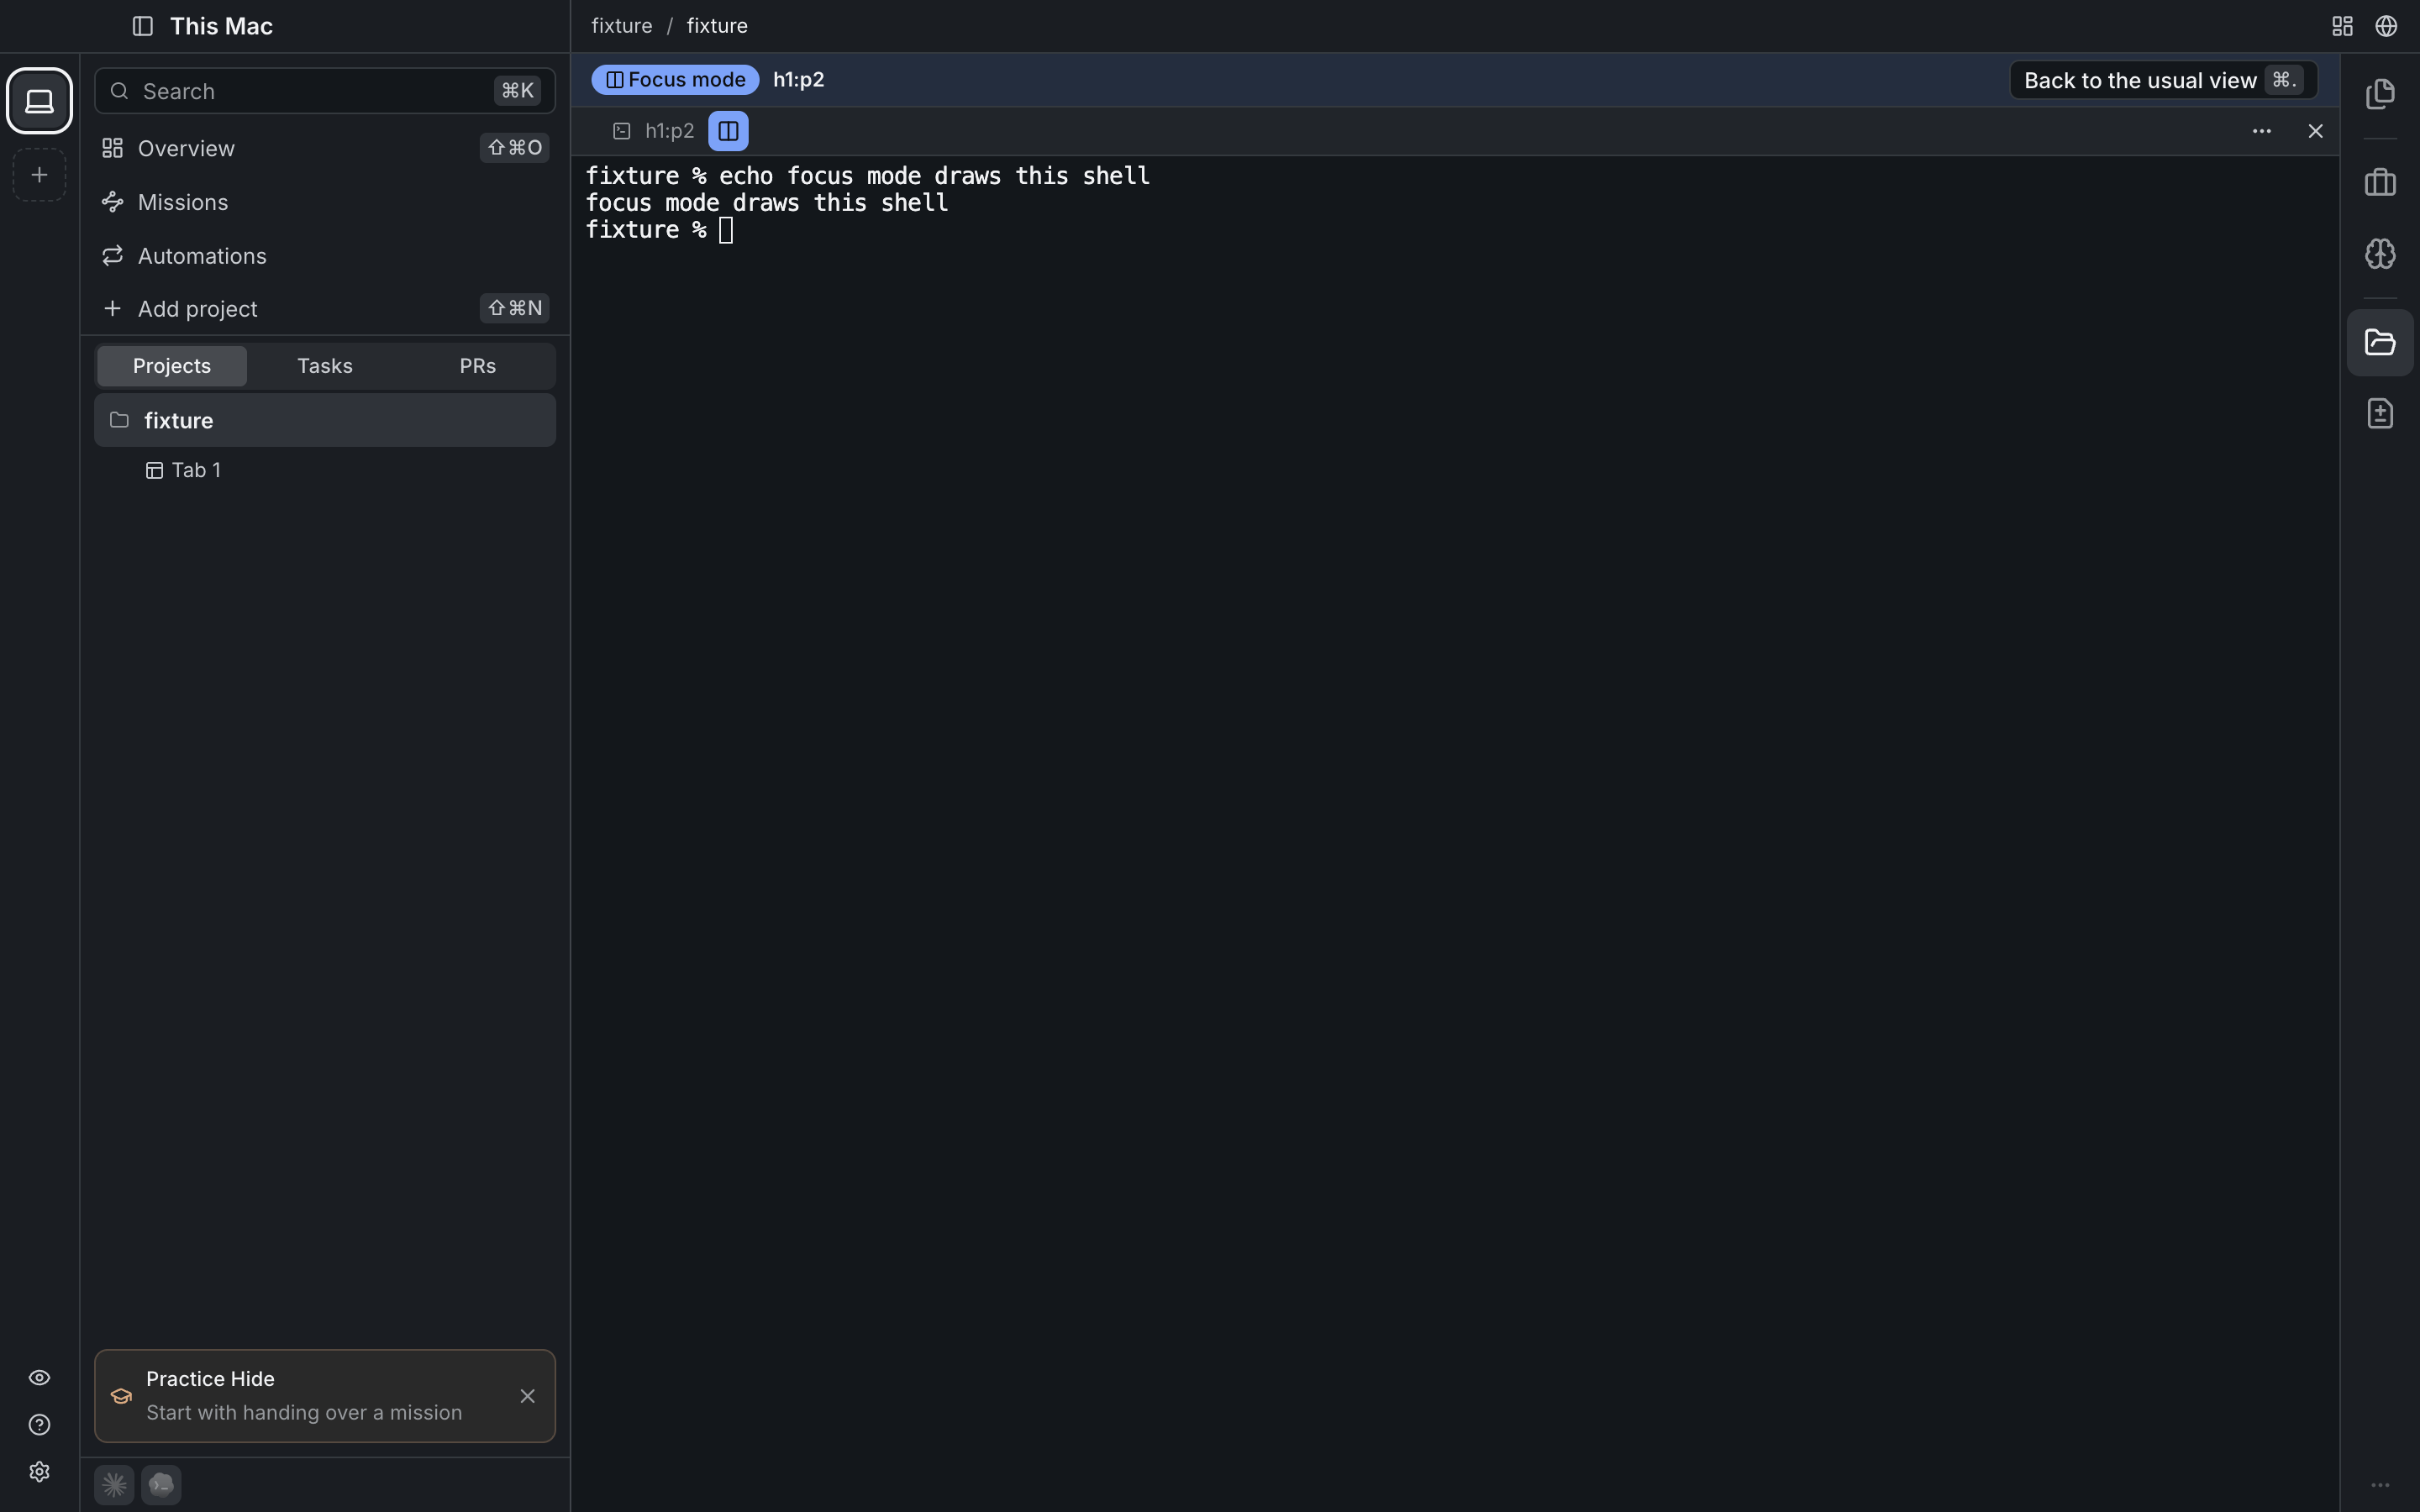 This Mac
fixture / fixture
Search ⌘K
Overview ⇧⌘O
Missions
Automations
Add project ⇧⌘N
Projects Tasks PRs
fixture
Tab 1
Practice Hide
Start with handing over a mission
Focus mode h1:p2
Back to the usual view ⌘.
h1:p2
fixture % echo focus mode draws this shell
focus mode draws this shell
fixture %